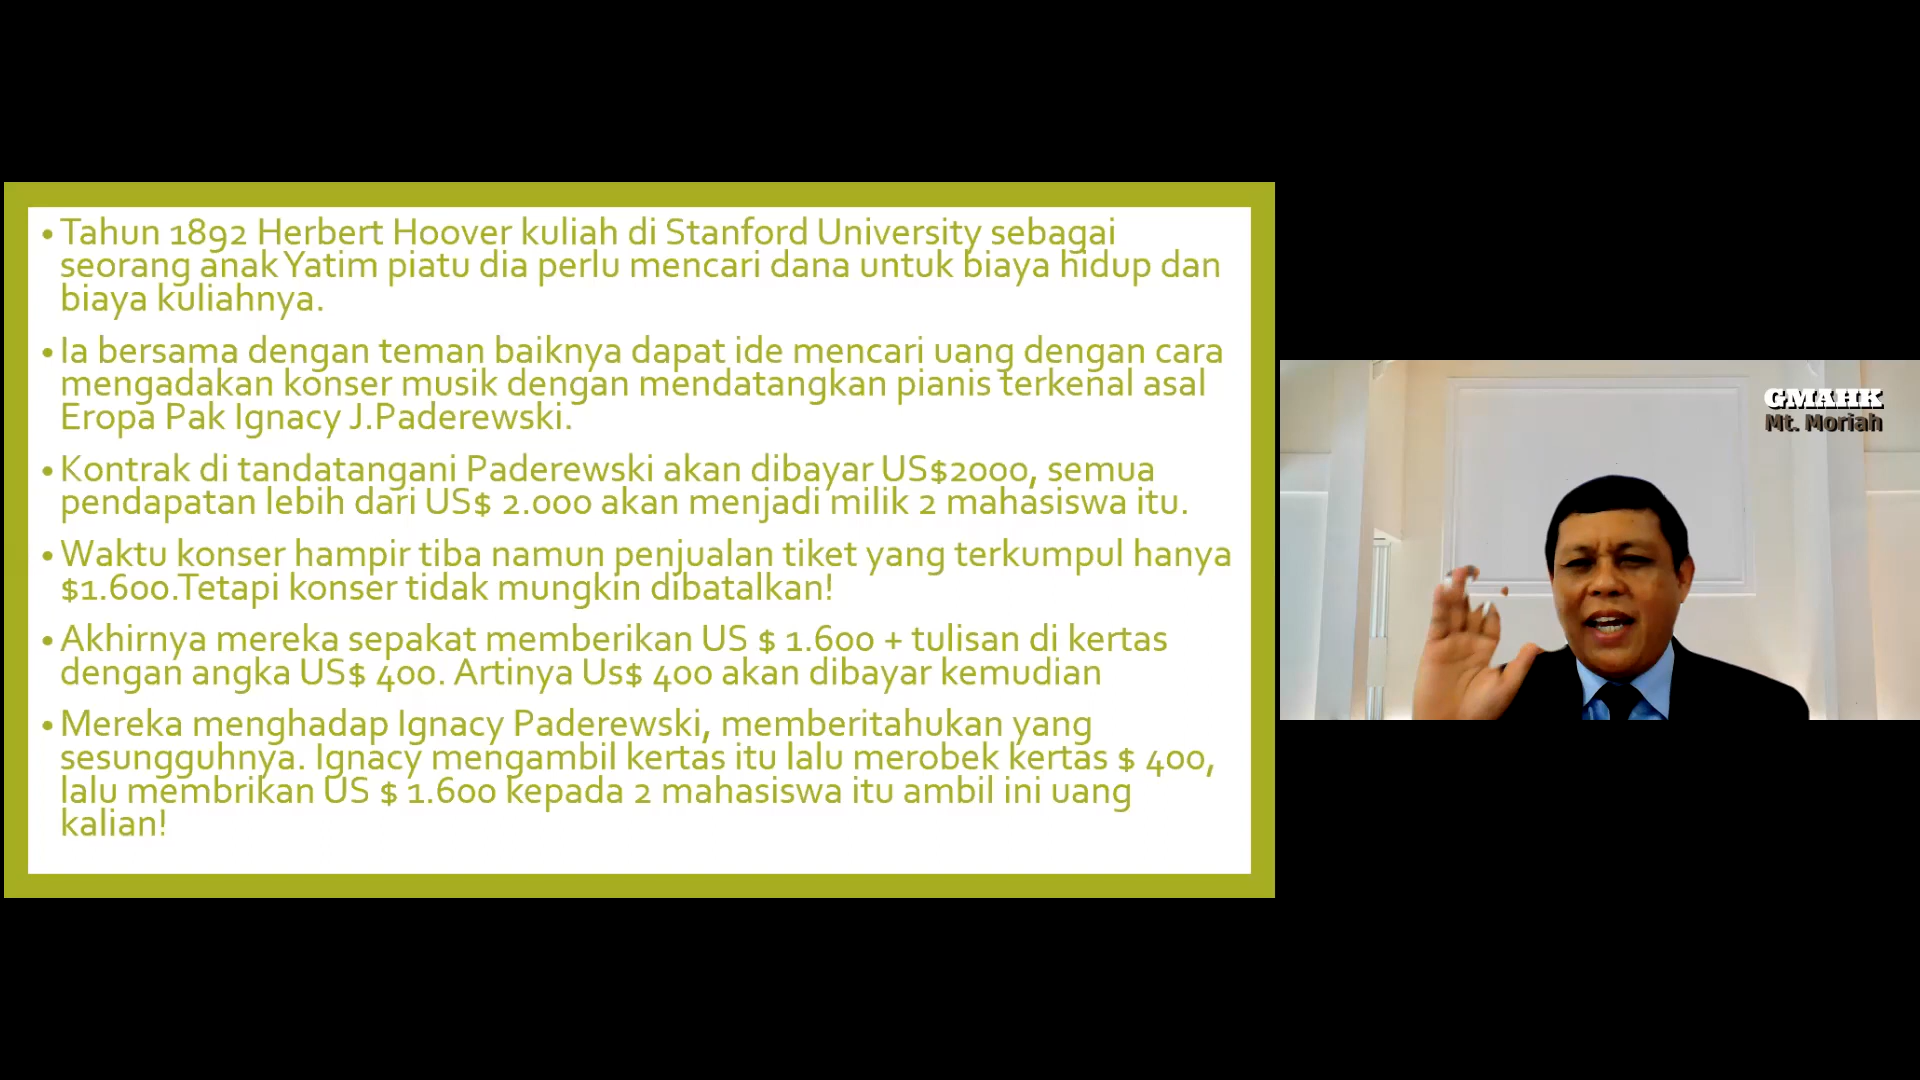 • Tahun 1892 Herbert Hoover kuliah di Stanford University sebagai
seorang anak Yatim piatu dia perlu mencari dana untuk biaya hidup dan
biaya kuliahnya.
• Ia bersama dengan teman baiknya dapat ide mencari uang dengan cara
mengadakan konser musik dengan mendatangkan pianis terkenal asal
Eropa Pak Ignacy J.Paderewski.
• Kontrak di tandatangani Paderewski akan dibayar US$2000, semua
pendapatan lebih dari US$ 2.000 akan menjadi milik 2 mahasiswa itu.
• Waktu konser hampir tiba namun penjualan tiket yang terkumpul hanya
$1.600.Tetapi konser tidak mungkin dibatalkan!
• Akhirnya mereka sepakat memberikan US $ 1.600 + tulisan di kertas
dengan angka US$ 400. Artinya Us$ 400 akan dibayar kemudian
• Mereka menghadap Ignacy Paderewski, memberitahukan yang
sesungguhnya. Ignacy mengambil kertas itu lalu merobek kertas $ 400,
lalu membrikan US $ 1.600 kepada 2 mahasiswa itu ambil ini uang
kalian!
GMAHK
Mt. Moriah